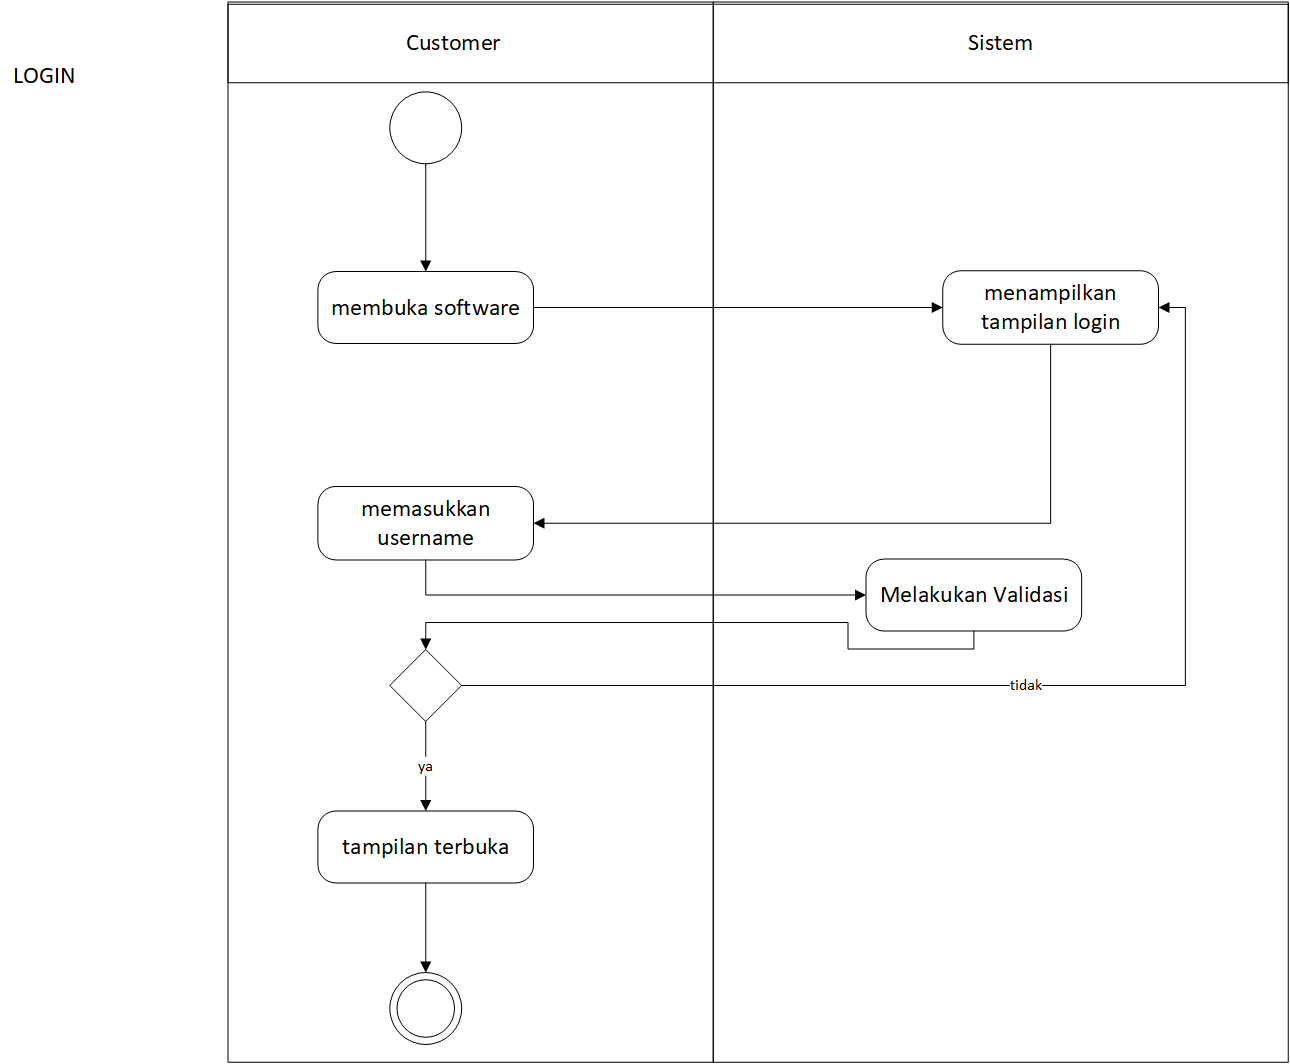 LOGIN
Customer
Sistem
membuka software
menampilkan
tampilan login
memasukkan
username
Melakukan Validasi
tidak
ya
tampilan terbuka